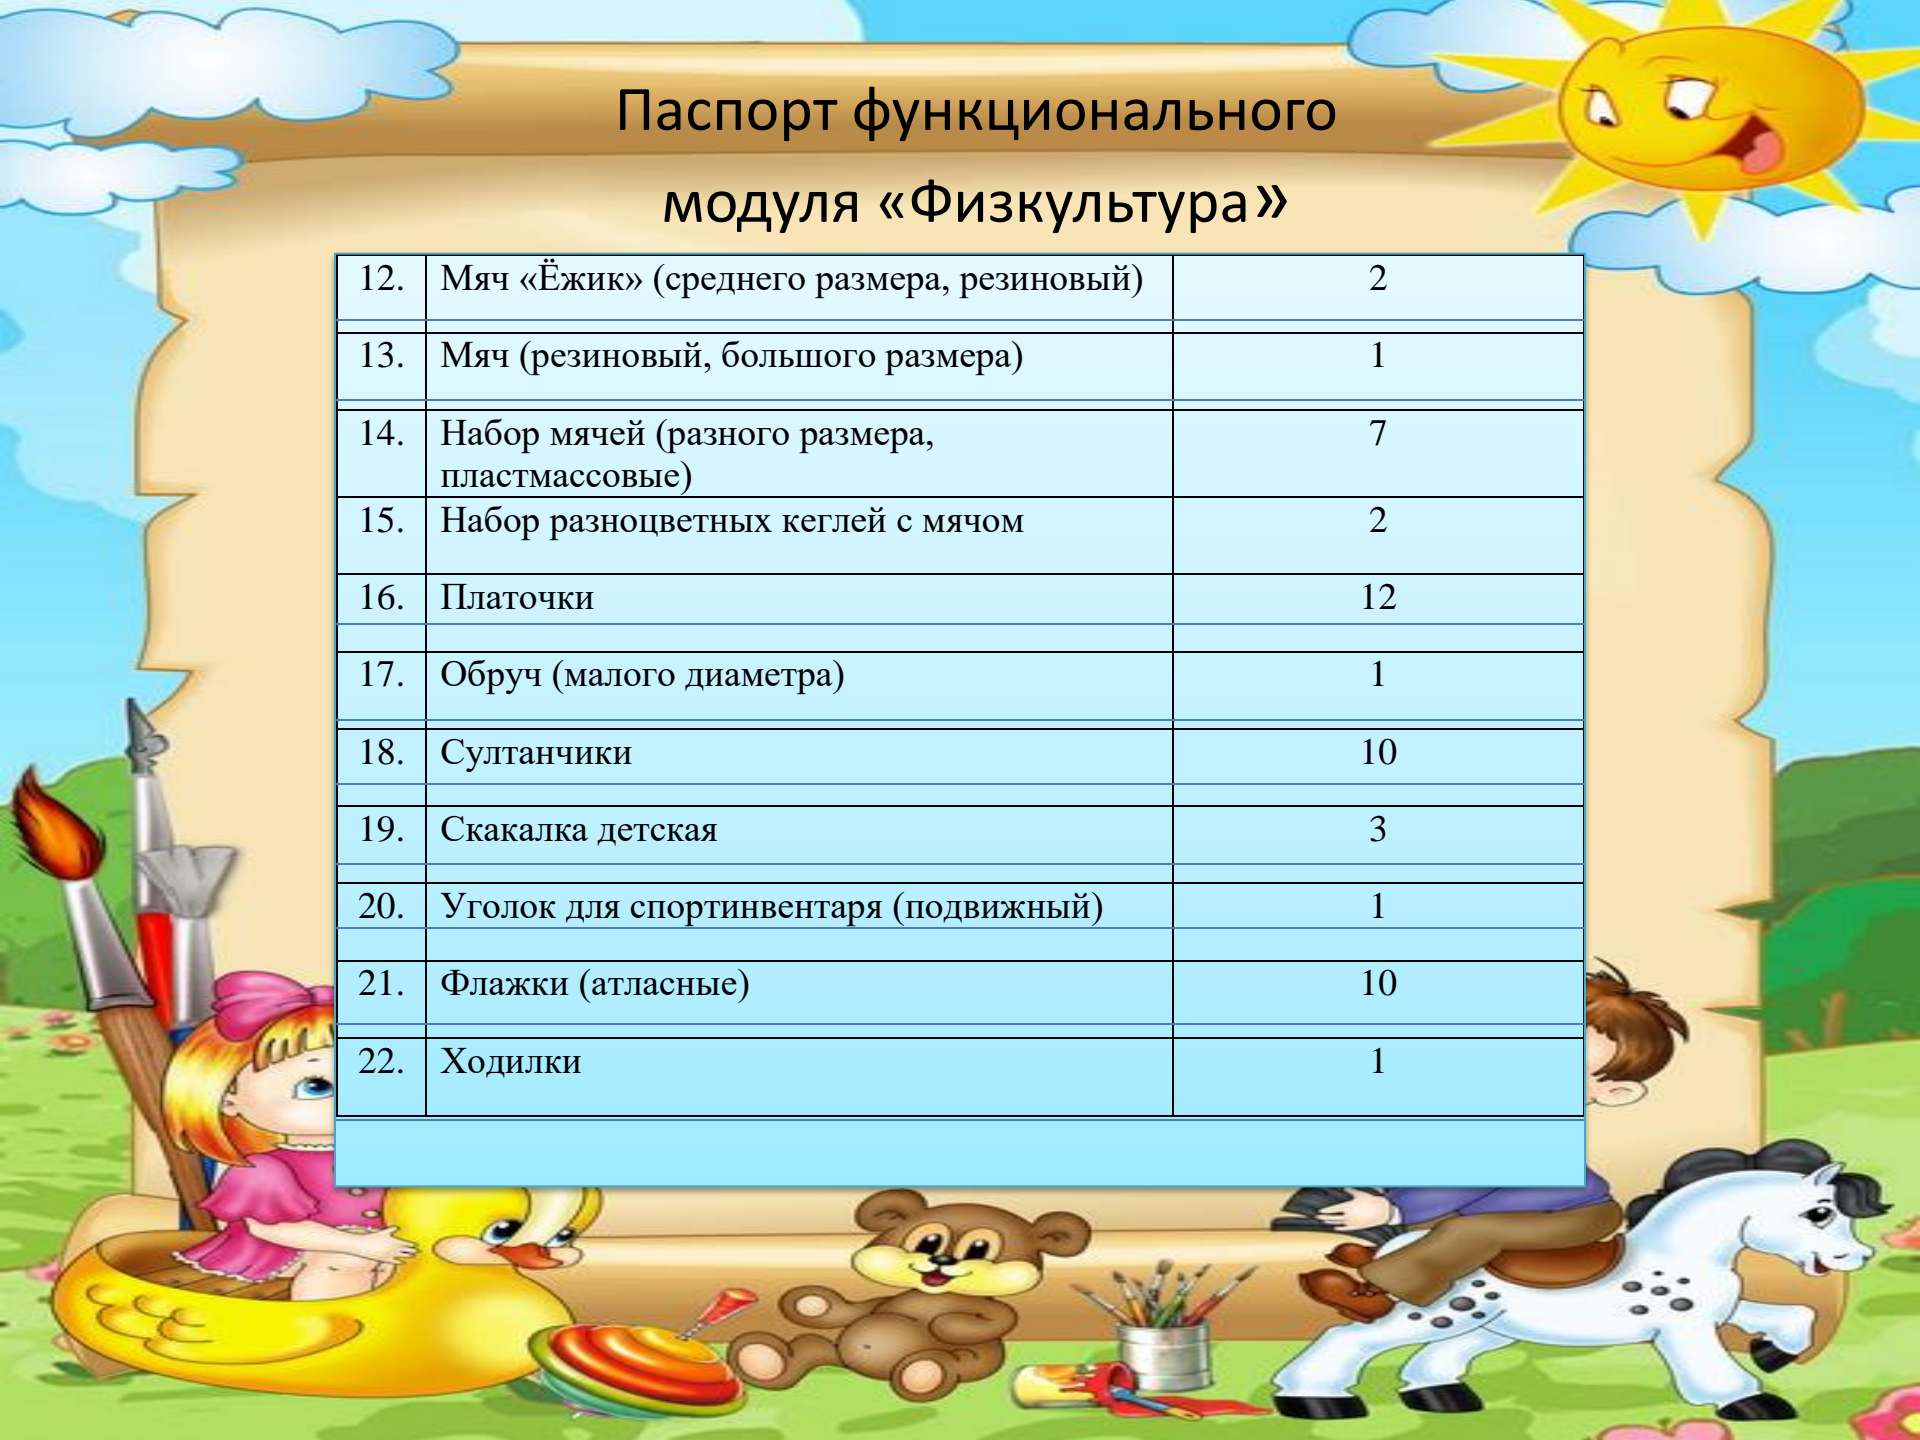 Паспорт функционального
модуля «Физкультура»
12. Мяч «Ёжик» (среднего размера, резиновый) 2
13. Мяч (резиновый, большого размера) 1
14. Набор мячей (разного размера, 7
пластмассовые)
15. Набор разноцветных кеглей с мячом 2
16. Платочки 12
17. Обруч (малого диаметра) 1
18. Султанчики 10
19. Скакалка детская 3
20. Уголок для спортинвентаря (подвижный) 1
21. Флажки (атласные) 10
22. Ходилки 1